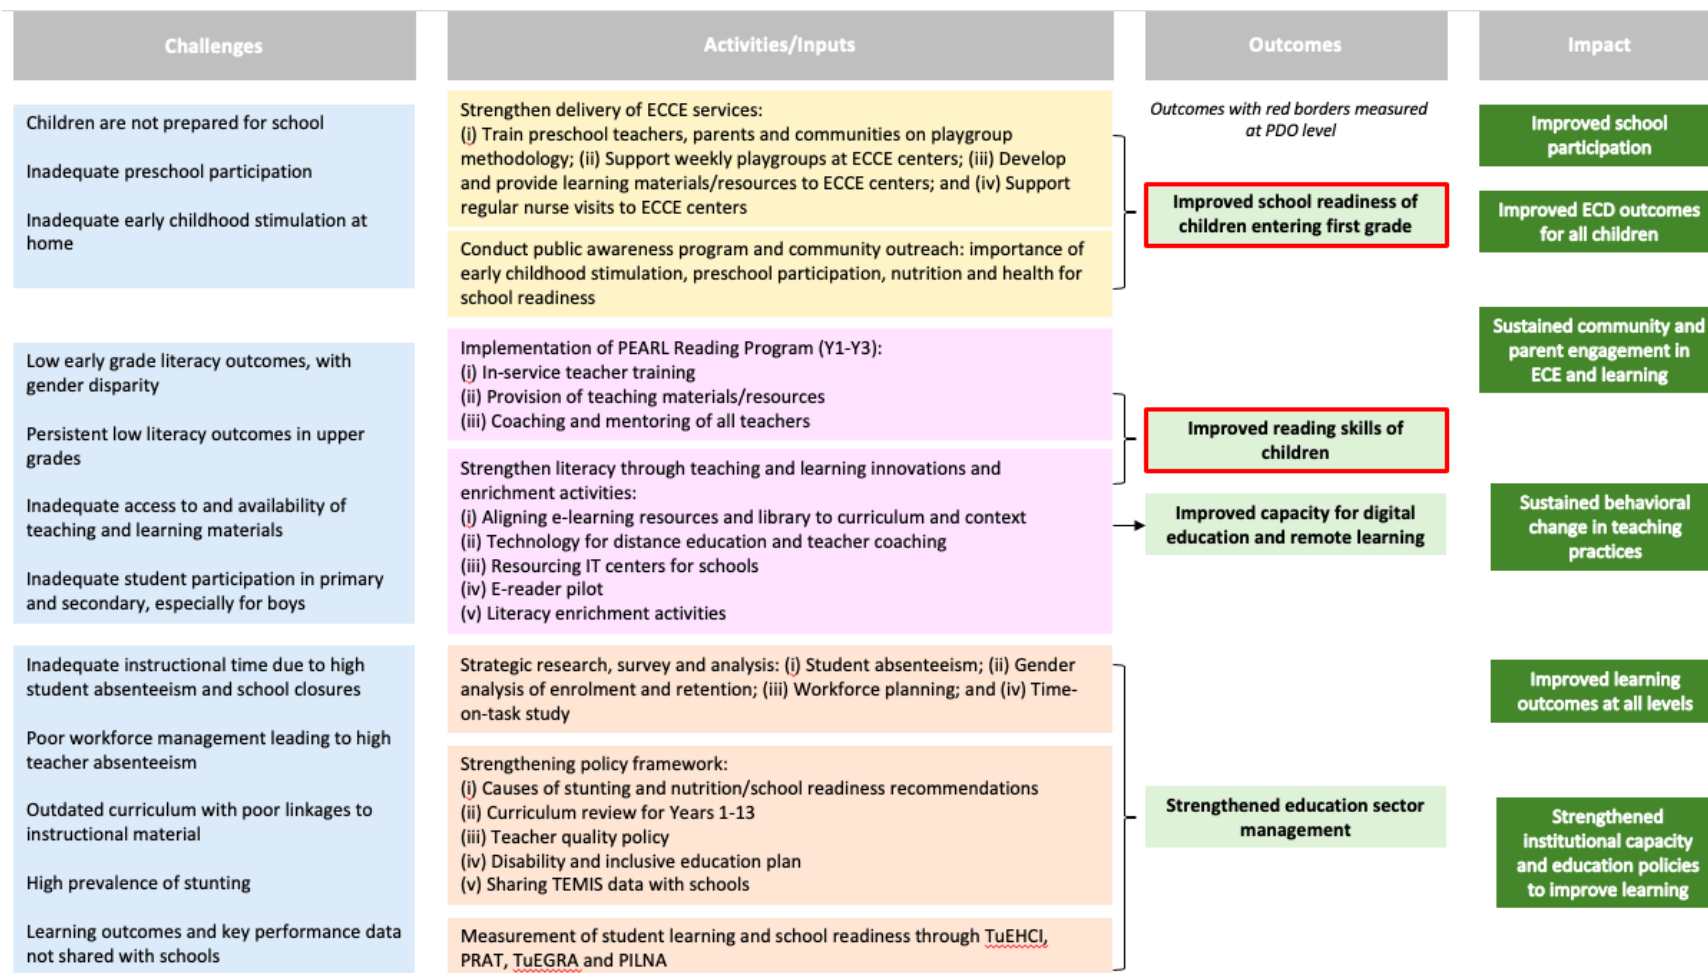 Challenges
Activities/Inputs
Outcomes
Impact
Children are not prepared for school
Inadequate preschool participation
Inadequate early childhood stimulation at
home
Low early grade literacy outcomes, with
gender disparity
Persistent low literacy outcomes in upper
grades
Inadequate access to and availability of
teaching and learning materials
Inadequate student participation in primary
and secondary, especially for boys
Inadequate instructional time due to high
student absenteeism and school closures
Poor workforce management leading to high
teacher absenteeism
Outdated curriculum with poor linkages to
instructional material
High prevalence of stunting
Learning outcomes and key performance data
not shared with schools
Strengthen delivery of ECCE services:
(i) Train preschool teachers, parents and communities on playgroup
methodology; (ii) Support weekly playgroups at ECCE centers; (iii) Develop
and provide learning materials/resources to ECCE centers; and (iv) Support
regular nurse visits to ECCE centers
Conduct public awareness program and community outreach: importance of
early childhood stimulation, preschool participation, nutrition and health for
school readiness
Implementation of PEARL Reading Program (Y1-Y3):
(i) In-service teacher training
(ii) Provision of teaching materials/resources
(iii) Coaching and mentoring of all teachers
Strengthen literacy through teaching and learning innovations and
enrichment activities:
(i) Aligning e-learning resources and library to curriculum and context
(ii) Technology for distance education and teacher coaching
(iii) Resourcing IT centers for schools
(iv) E-reader pilot
(v) Literacy enrichment activities
Strategic research, survey and analysis: (i) Student absenteeism; (ii) Gender
analysis of enrolment and retention; (iii) Workforce planning; and (iv) Time-
on-task study
Strengthening policy framework:
(i) Causes of stunting and nutrition/school readiness recommendations
(ii) Curriculum review for Years 1-13
(iii) Teacher quality policy
(iv) Disability and inclusive education plan
(v) Sharing TEMIS data with schools
Measurement of student learning and school readiness through TuEHCI,
PRAT, TuEGRA and PILNA
Outcomes with red borders measured
at PDO level
Improved school readiness of
children entering first grade
Improved reading skills of
children
Improved capacity for digital
education and remote learning
Strengthened education sector
management
Improved school
participation
Improved ECD outcomes
for all children
Sustained community and
parent engagement in
ECE and learning
Sustained behavioral
change in teaching
practices
Improved learning
outcomes at all levels
Strengthened
institutional capacity
and education policies
to improve learning